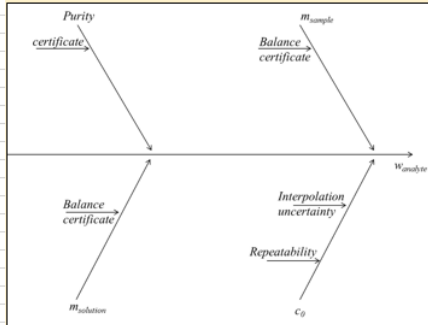 Purity
certificate
m_sample
Balance
certificate
w_analyte
Balance
certificate
m_solution
Interpolation
uncertainty
Repeatability
c_0